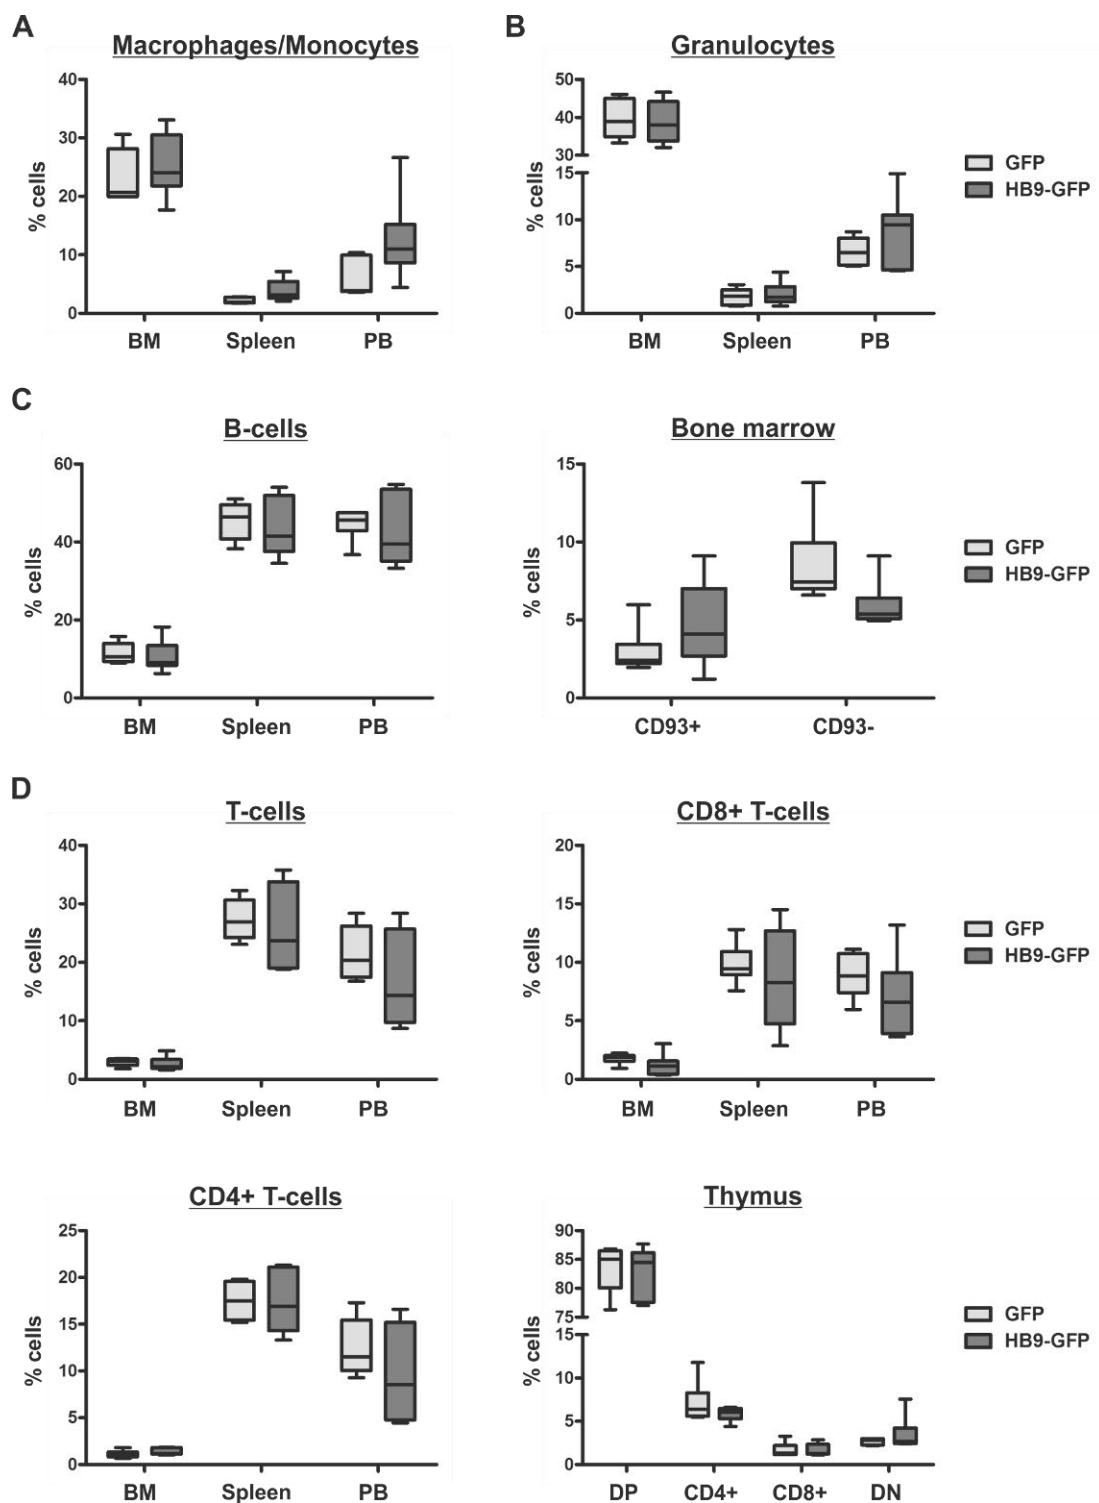 A
Macrophages/Monocytes
% cells
40
30
20
10
0
BM Spleen PB
B
Granulocytes
% cells
50
40
30
15
10
5
0
BM Spleen PB
GFP
HB9-GFP
C
B-cells
% cells
60
40
20
0
BM Spleen PB
Bone marrow
% cells
15
10
5
0
CD93+ CD93-
GFP
HB9-GFP
D
T-cells
% cells
40
30
20
10
0
BM Spleen PB
CD8+ T-cells
% cells
20
15
10
5
0
BM Spleen PB
GFP
HB9-GFP
CD4+ T-cells
% cells
25
20
15
10
5
0
BM Spleen PB
Thymus
% cells
90
85
80
75
15
10
5
0
DP CD4+ CD8+ DN
GFP
HB9-GFP